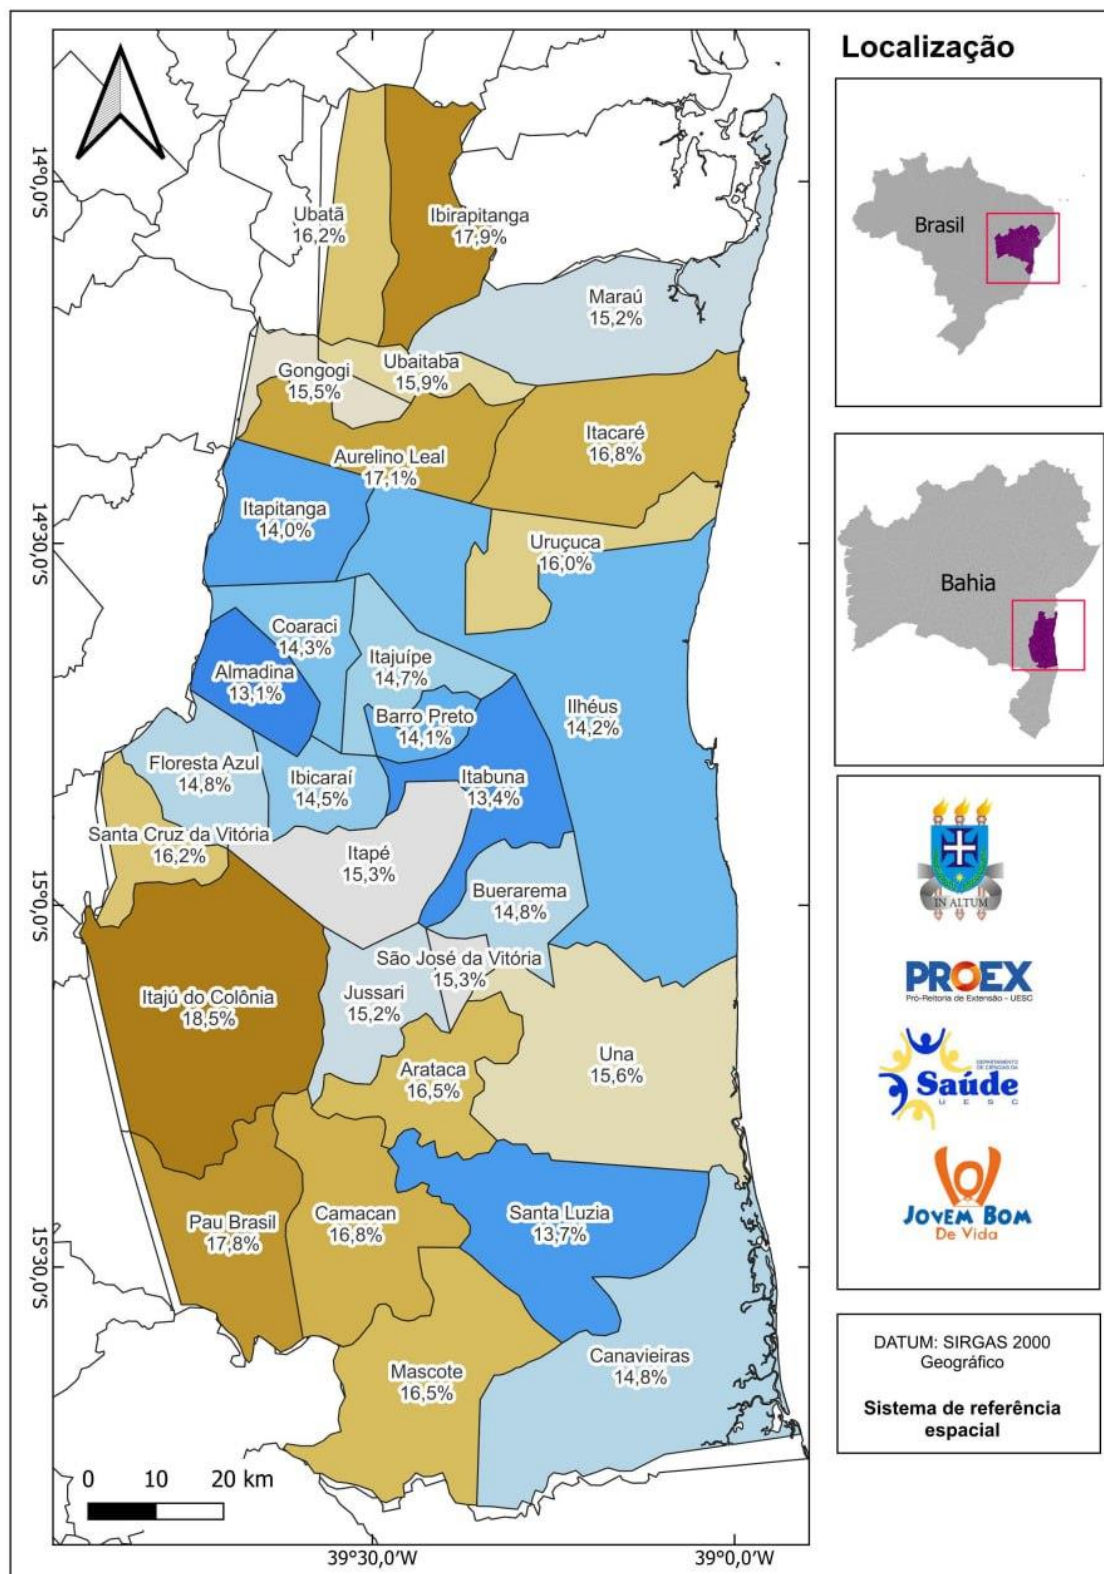 Localização
14°0,0'S
14°30,0'S
15°0,0'S
15°30,0'S
39°30,0'W
39°0,0'W
Ubatã
16,2%
Ibirapitanga
17,9%
Maraú
15,2%
Gongogi
15,5%
Ubaitaba
15,9%
Itacaré
16,8%
Aurelino Leal
17,1%
Itapitanga
14,0%
Uruçuca
16,0%
Coaraci
14,3%
Itajuípe
14,7%
Almadina
13,1%
Barro Preto
14,1%
Ilhéus
14,2%
Floresta Azul
14,8%
Ibicaraí
14,5%
Itabuna
13,4%
Santa Cruz da Vitória
16,2%
Itapé
15,3%
Buerarema
14,8%
São José da Vitória
15,3%
Itajú do Colônia
18,5%
Jussari
15,2%
Una
15,6%
Arataca
16,5%
Pau Brasil
17,8%
Camacan
16,8%
Santa Luzia
13,7%
Mascote
16,5%
Canavieiras
14,8%
0 10 20 km
Brasil
Bahia
IN ALTUM
PROEX
Pró-Reitoria de Extensão - UESC
DEPARTAMENTO
DE CIÊNCIAS DA
Saúde
UESC
JOVEM BOM
De Vida
DATUM: SIRGAS 2000
Geográfico
Sistema de referência
espacial